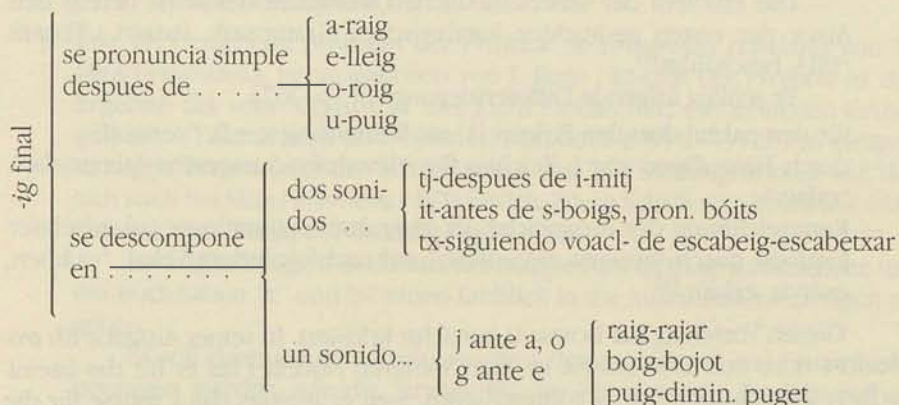 -ig final
se pronuncia simple
despues de . . . . .
a-raig
e-lleig
o-roig
u-puig
se descompone
en . . . . . . . . .
dos soni-
dos ...
tj-despues de i-mitj
it-antes de s-boigs, pron. bóits
tx-siguiendo voacl- de escabeig-escabetxar
un sonido...
j ante a, o
g ante e
raig-rajar
boig-bojot
puig-dimin. puget